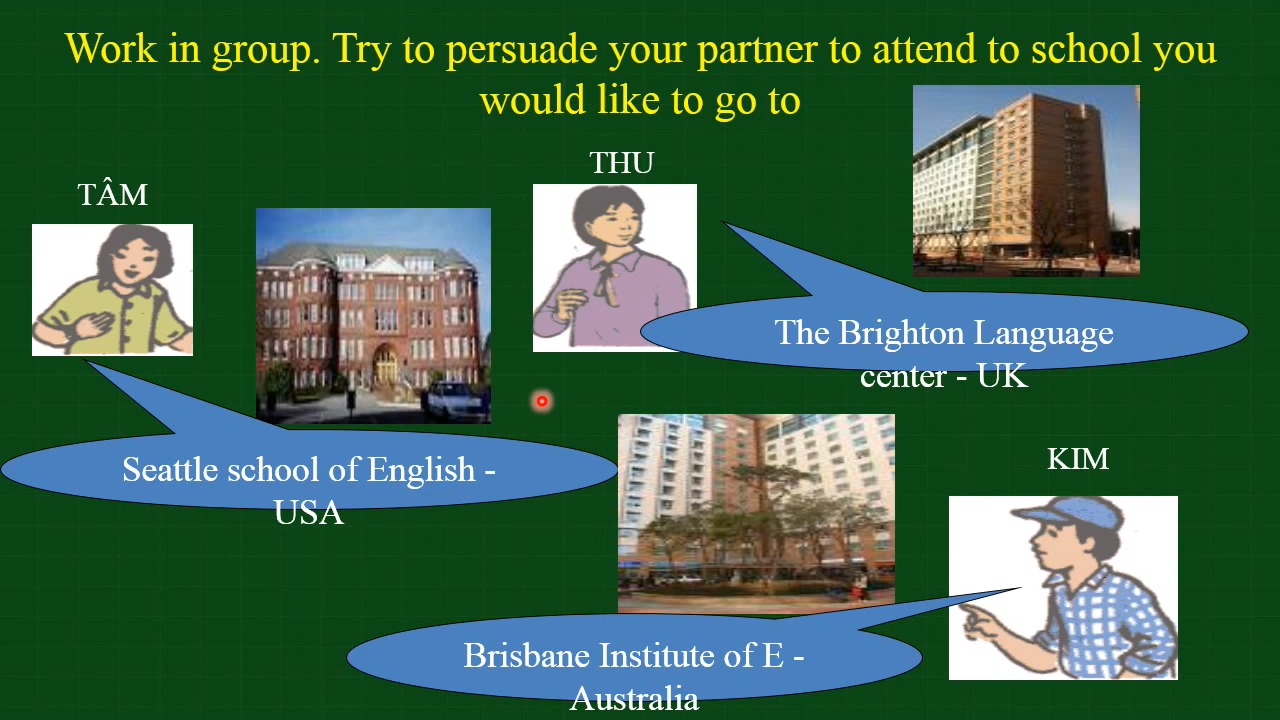 Work in group. Try to persuade your partner to attend to school you
would like to go to
THU
TÂM
The Brighton Language
center - UK
KIM
Seattle school of English -
USA
Brisbane Institute of E -
Australia